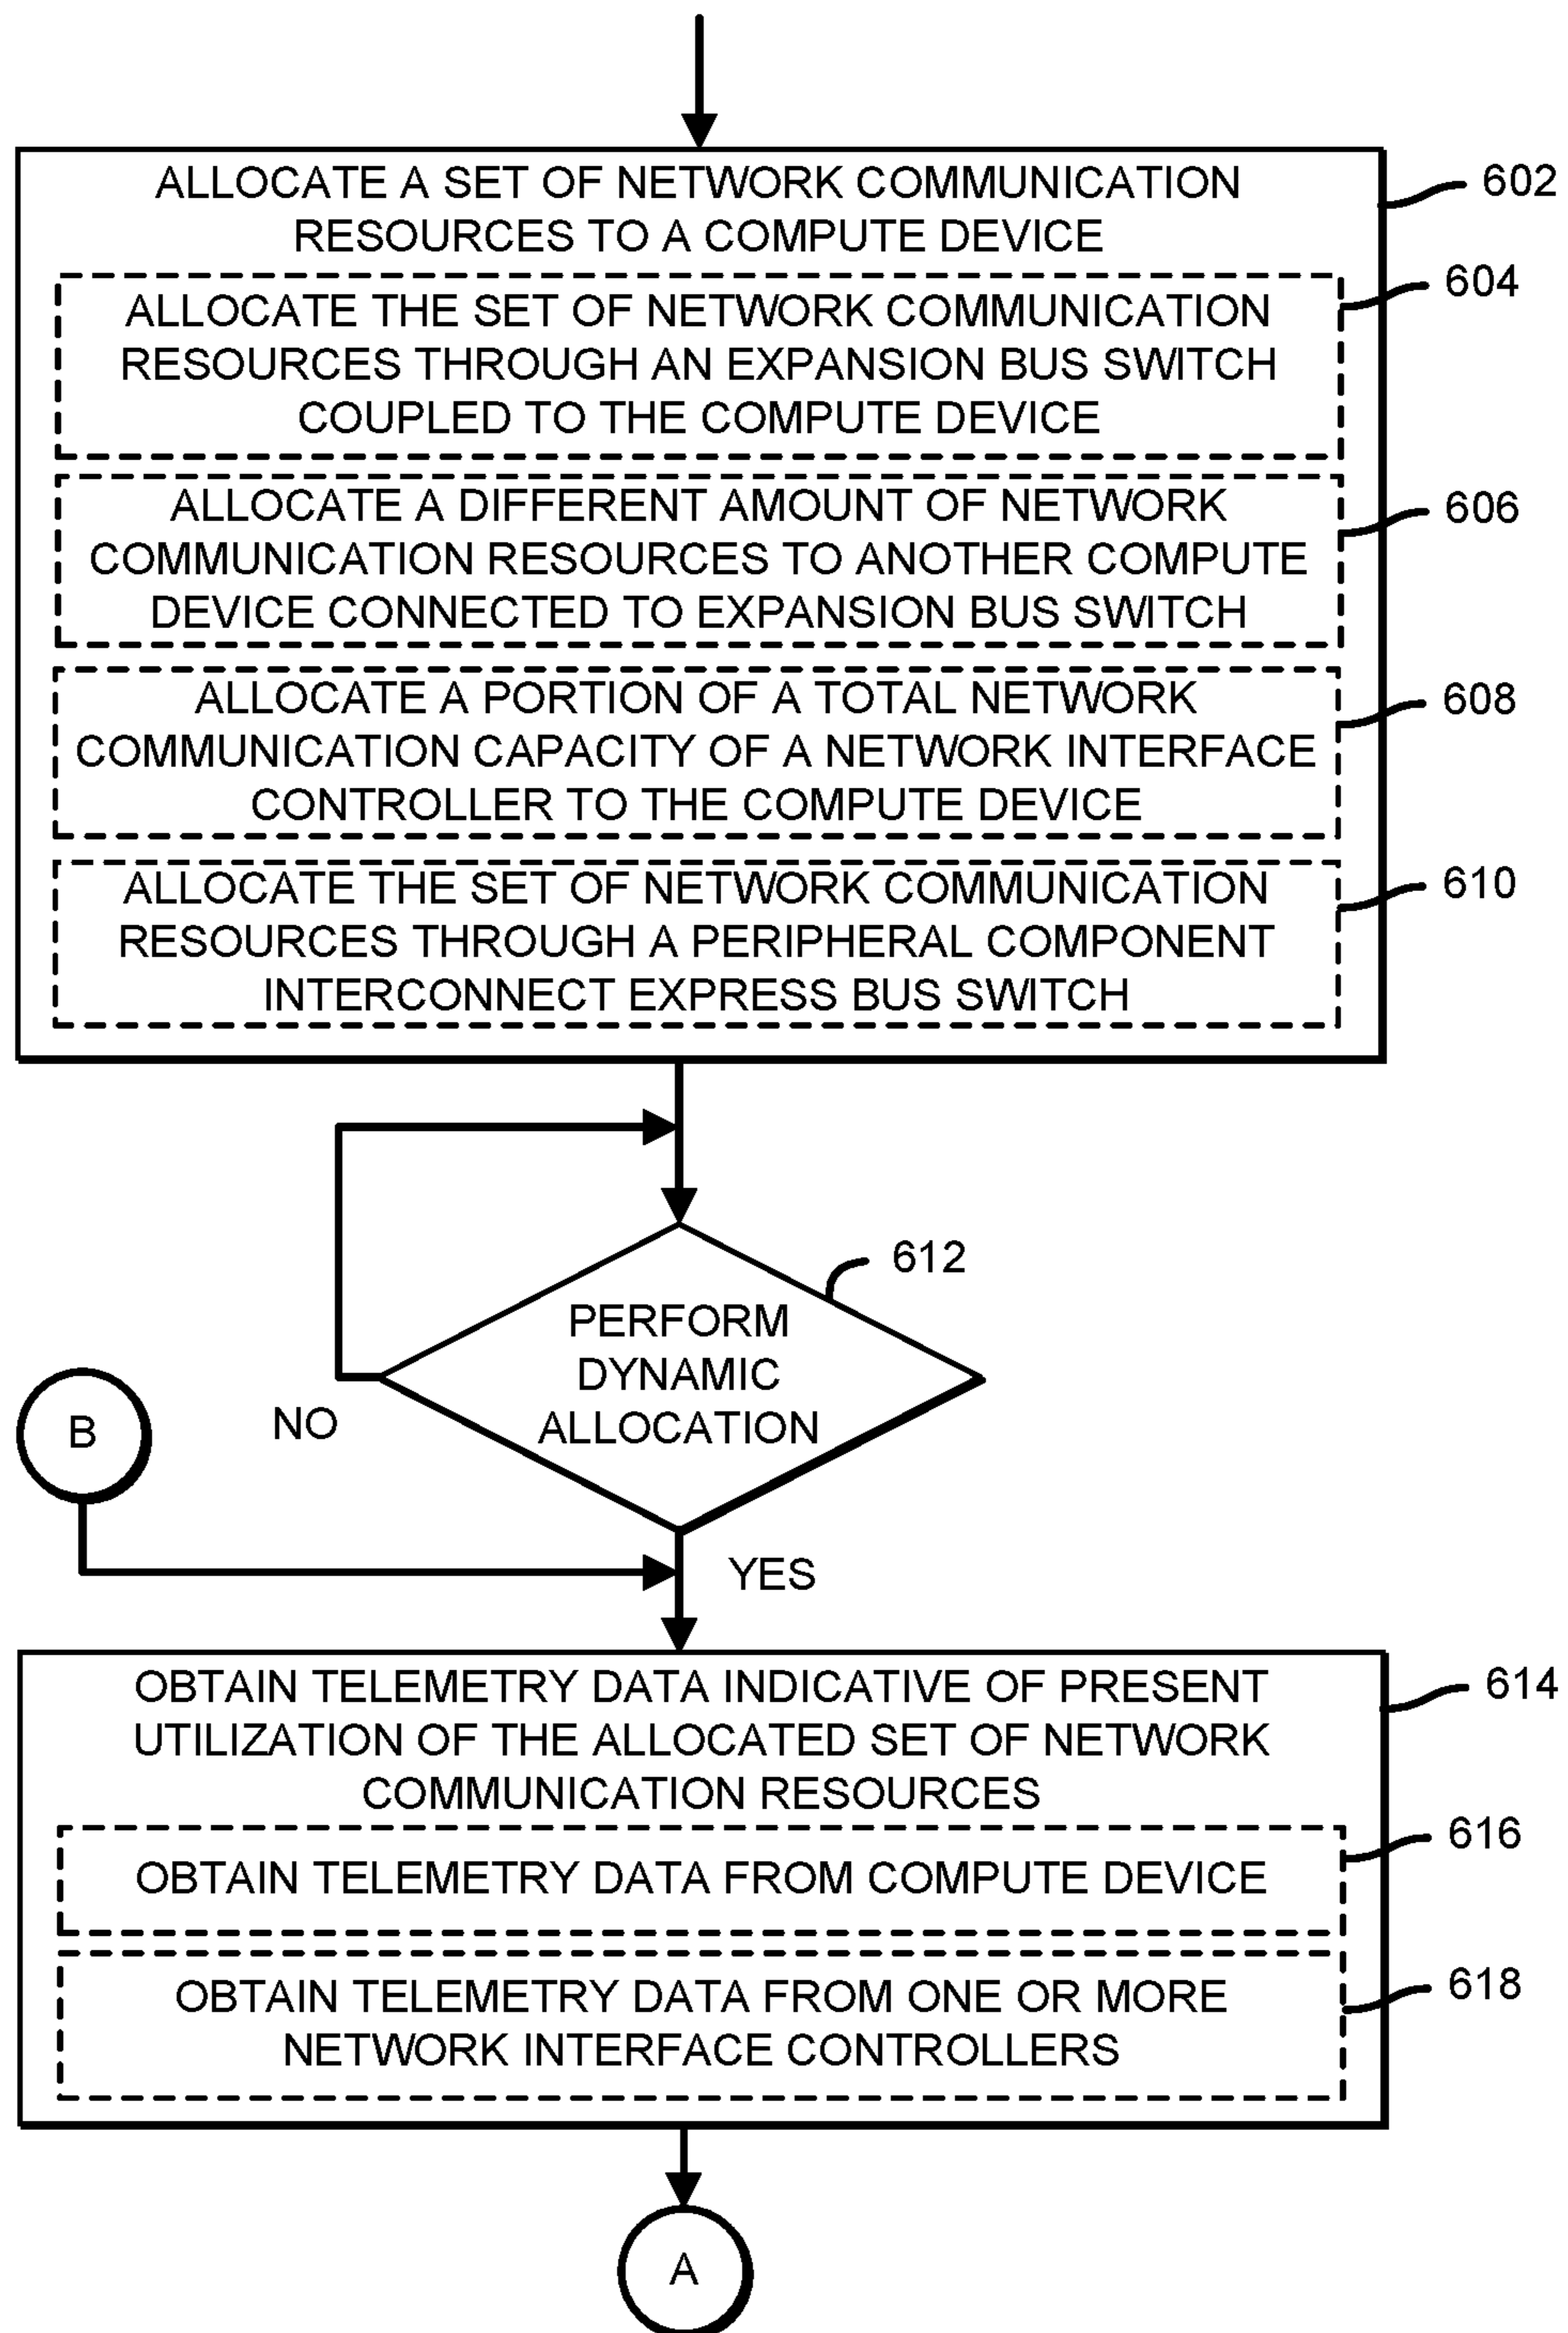 ALLOCATE A SET OF NETWORK COMMUNICATION
RESOURCES TO A COMPUTE DEVICE
602
ALLOCATE THE SET OF NETWORK COMMUNICATION
RESOURCES THROUGH AN EXPANSION BUS SWITCH
COUPLED TO THE COMPUTE DEVICE
604
ALLOCATE A DIFFERENT AMOUNT OF NETWORK
COMMUNICATION RESOURCES TO ANOTHER COMPUTE
DEVICE CONNECTED TO EXPANSION BUS SWITCH
606
ALLOCATE A PORTION OF A TOTAL NETWORK
COMMUNICATION CAPACITY OF A NETWORK INTERFACE
CONTROLLER TO THE COMPUTE DEVICE
608
ALLOCATE THE SET OF NETWORK COMMUNICATION
RESOURCES THROUGH A PERIPHERAL COMPONENT
INTERCONNECT EXPRESS BUS SWITCH
610
612
PERFORM
DYNAMIC
ALLOCATION
NO
B
YES
OBTAIN TELEMETRY DATA INDICATIVE OF PRESENT
UTILIZATION OF THE ALLOCATED SET OF NETWORK
COMMUNICATION RESOURCES
614
OBTAIN TELEMETRY DATA FROM COMPUTE DEVICE
616
OBTAIN TELEMETRY DATA FROM ONE OR MORE
NETWORK INTERFACE CONTROLLERS
618
A